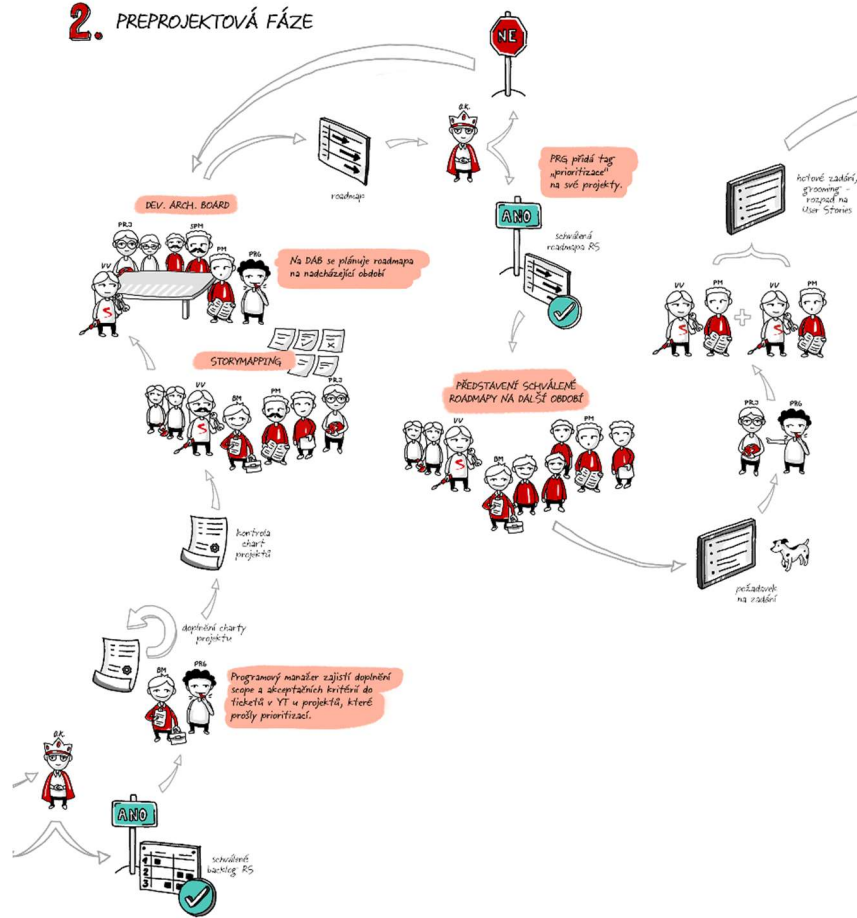 2. PREPROJEKTOVÁ FÁZE
NE
O.K.
roadmap
PRG přidá tag
„prioritizace"
na své projekty.
ANO
schválená
roadmapa RS
hotové zadání,
grooming -
rozpad na
User Stories
DEV. ARCH. BOARD
PRJ
SPM
PM
PRG
VV
Na DAB se plánuje roadmapa
na nadcházející období
STORYMAPPING
VV
BM
PM
PRJ
S
PŘEDSTAVENÍ SCHVÁLENÉ
ROADMAPY NA DALŠÍ OBDOBÍ
VV
BM
PM
S
VV
PM
+
VV
PM
S
S
PRJ
PRG
požadavek
na zadání
kontrola
chart
projektů
doplnění charty
projektu
BM
PRG
Programový manažer zajistí doplnění
scope a akceptačních kritérií do
ticketů v YT u projektů, které
prošly prioritizací.
O.K.
ANO
1
2
3
schválené
backlog RS